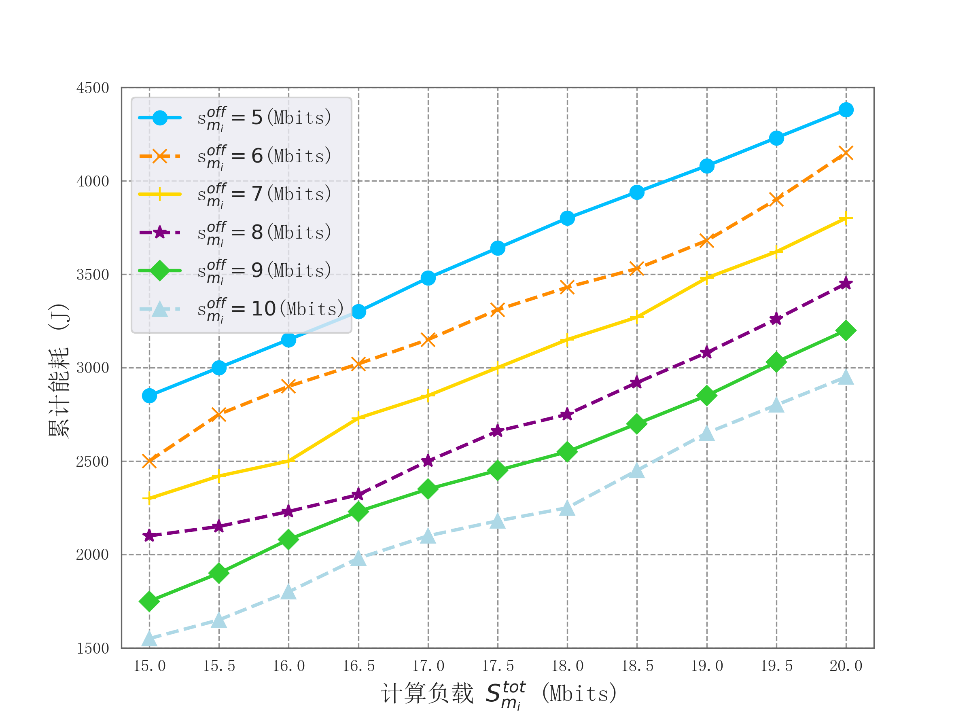 4500
4000
3500
3000
2500
2000
1500
累计能耗 (J)
s_{m_i}^{off} = 5(Mbits)
s_{m_i}^{off} = 6(Mbits)
s_{m_i}^{off} = 7(Mbits)
s_{m_i}^{off} = 8(Mbits)
s_{m_i}^{off} = 9(Mbits)
s_{m_i}^{off} = 10(Mbits)
15.0 15.5 16.0 16.5 17.0 17.5 18.0 18.5 19.0 19.5 20.0
计算负载 S_{m_i}^{tot} (Mbits)